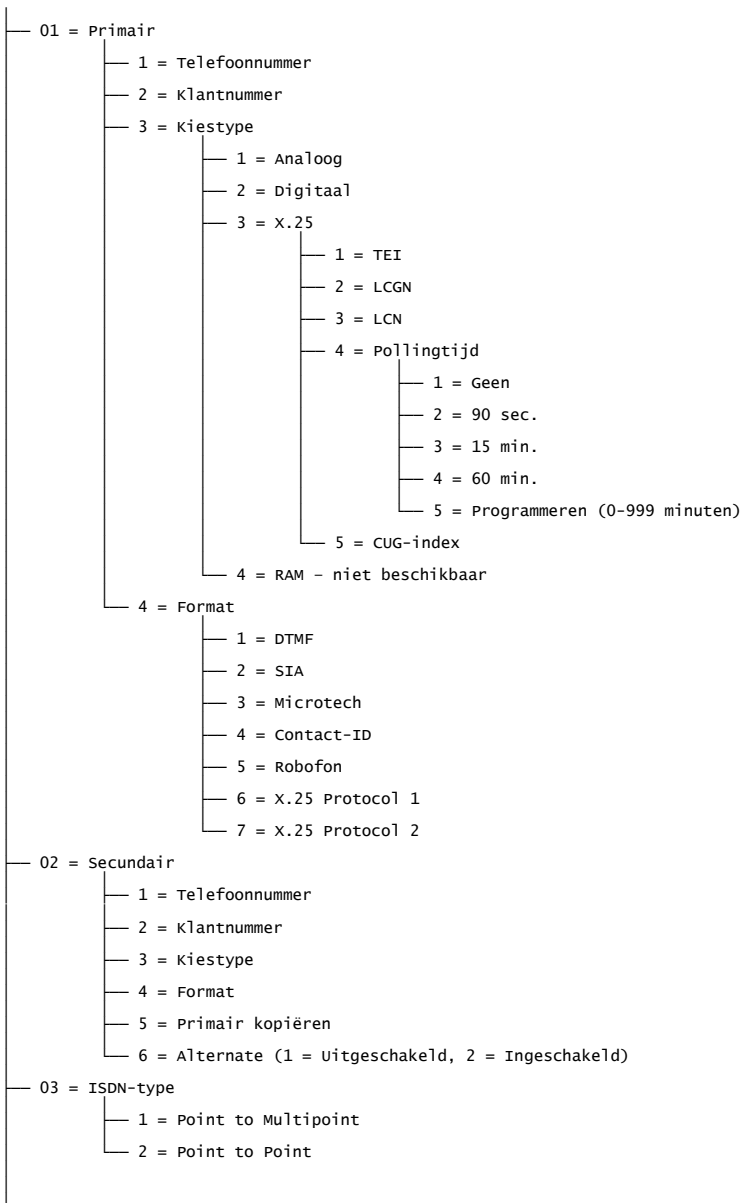 01 = Primair
1 = Telefoonnummer
2 = Klantnummer
3 = Kiestype
1 = Analoog
2 = Digitaal
3 = X.25
1 = TEI
2 = LCGN
3 = LCN
4 = Pollingtijd
1 = Geen
2 = 90 sec.
3 = 15 min.
4 = 60 min.
5 = Programmeren (0-999 minuten)
5 = CUG-index
4 = RAM – niet beschikbaar
4 = Format
1 = DTMF
2 = SIA
3 = Microtech
4 = Contact-ID
5 = Robofon
6 = X.25 Protocol 1
7 = X.25 Protocol 2
02 = Secundair
1 = Telefoonnummer
2 = Klantnummer
3 = Kiestype
4 = Format
5 = Primair kopiëren
6 = Alternate (1 = Uitgeschakeld, 2 = Ingeschakeld)
03 = ISDN-type
1 = Point to Multipoint
2 = Point to Point